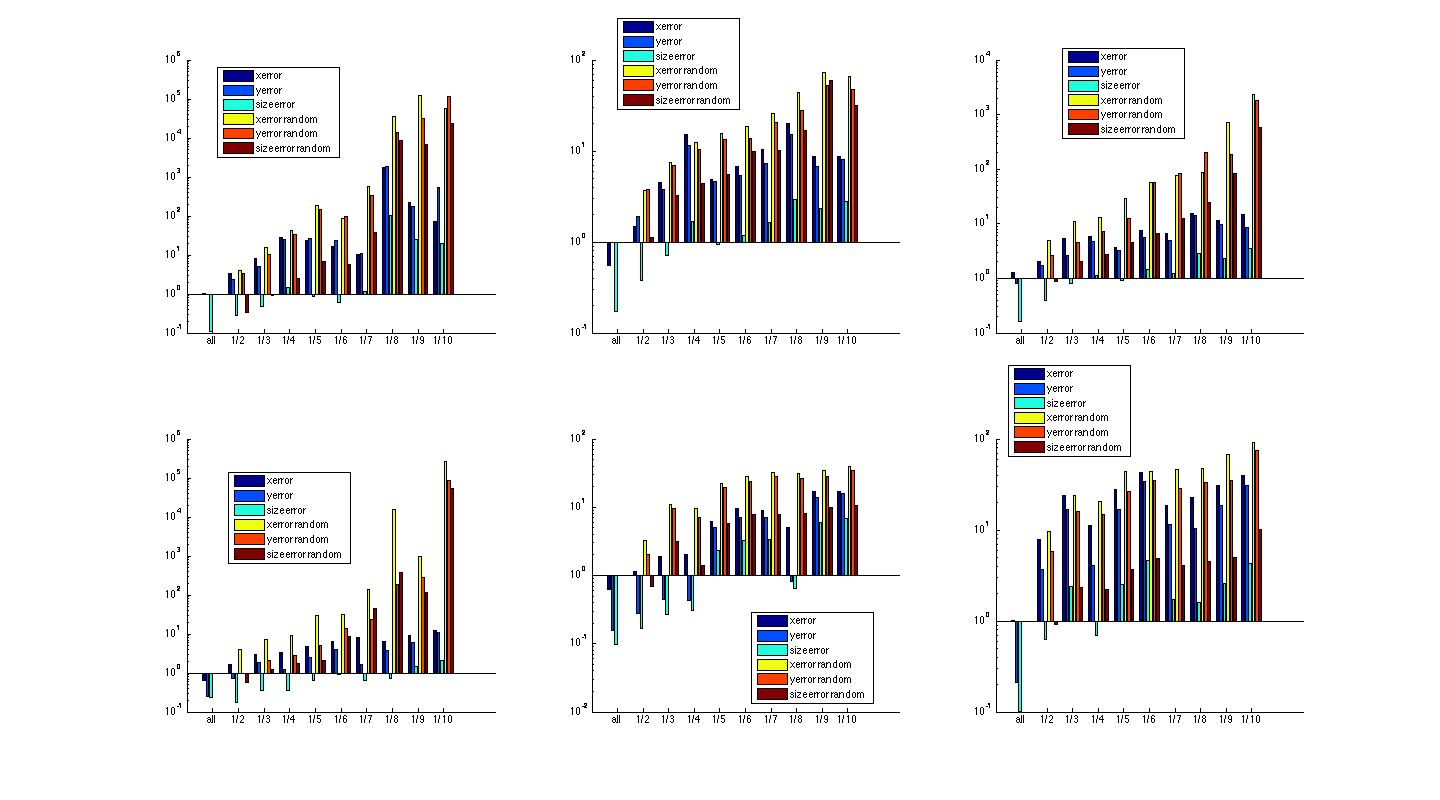 xerror
yerror
sizeerror
xerrorrandom
yerrorrandom
sizeerrorrandom
10^6
10^5
10^4
10^3
10^2
10^1
10^0
10^-1
all 1/2 1/3 1/4 1/5 1/6 1/7 1/8 1/9 1/10
xerror
yerror
sizeerror
xerrorrandom
yerrorrandom
sizeerrorrandom
10^2
10^1
10^0
10^-1
all 1/2 1/3 1/4 1/5 1/6 1/7 1/8 1/9 1/10
xerror
yerror
sizeerror
xerrorrandom
yerrorrandom
sizeerrorrandom
10^4
10^3
10^2
10^1
10^0
10^-1
all 1/2 1/3 1/4 1/5 1/6 1/7 1/8 1/9 1/10
xerror
yerror
sizeerror
xerrorrandom
yerrorrandom
sizeerrorrandom
10^6
10^5
10^4
10^3
10^2
10^1
10^0
10^-1
all 1/2 1/3 1/4 1/5 1/6 1/7 1/8 1/9 1/10
10^2
10^1
10^0
10^-1
10^-2
xerror
yerror
sizeerror
xerrorrandom
yerrorrandom
sizeerrorrandom
all 1/2 1/3 1/4 1/5 1/6 1/7 1/8 1/9 1/10
xerror
yerror
sizeerror
xerrorrandom
yerrorrandom
sizeerrorrandom
10^2
10^1
10^0
10^-1
all 1/2 1/3 1/4 1/5 1/6 1/7 1/8 1/9 1/10